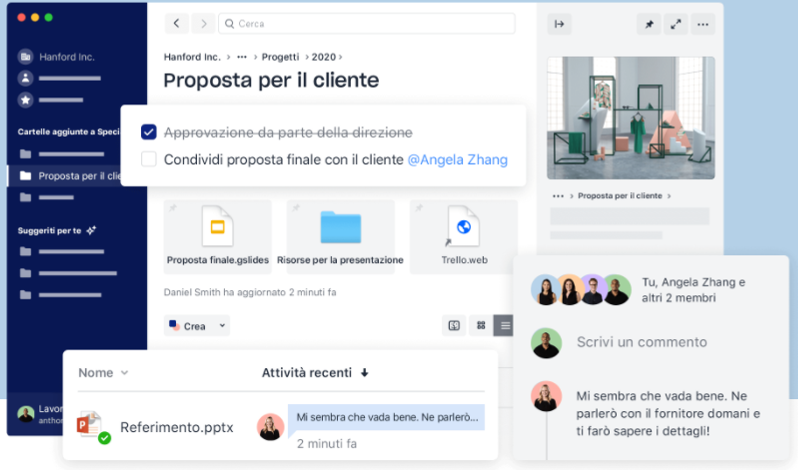 Cerca
Hanford Inc.
Hanford Inc. > ··· > Progetti > 2020 >
Proposta per il cliente
Cartelle aggiunte a Speci
Proposta per il clie
Suggeriti per te
Approvazione da parte della direzione
Condividi proposta finale con il cliente @Angela Zhang
Proposta finale.gslides
Risorse per la presentazione
Trello.web
Daniel Smith ha aggiornato 2 minuti fa
Crea
··· > Proposta per il cliente >
Tu, Angela Zhang e
altri 2 membri
Scrivi un commento
Mi sembra che vada bene. Ne
parlerò con il fornitore domani e
ti farò sapere i dettagli!
Nome
Attività recenti
P
Referimento.pptx
Mi sembra che vada bene. Ne parlerò...
2 minuti fa
Lavor
anthon